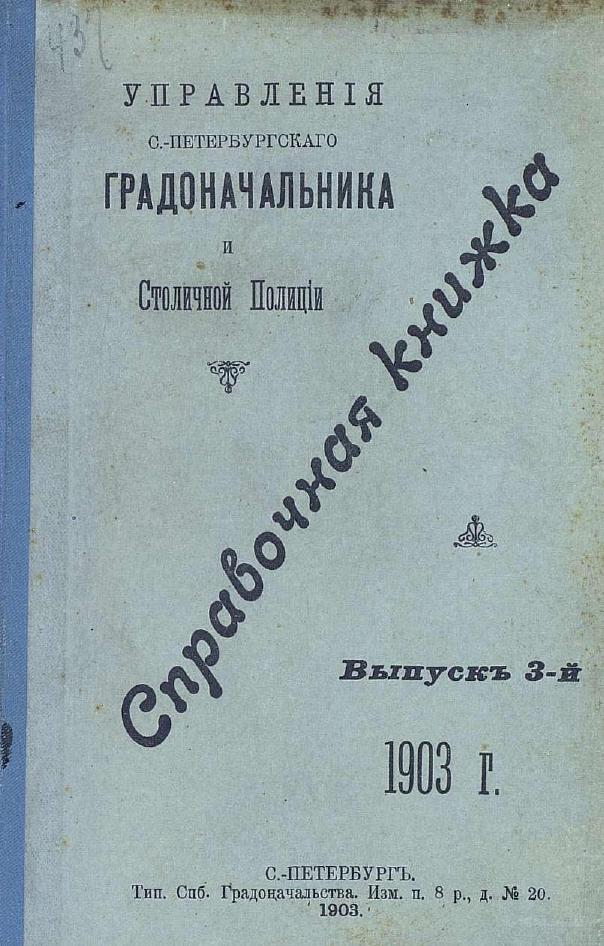 УПРАВЛЕНІЯ
С.-ПЕТЕРБУРГСКАГО
ГРАДОНАЧАЛЬНИКА
И
Столичной Полиціи
Справочная книжка
Выпускъ 3-й
1903 г.
С.-ПЕТЕРБУРГЪ.
Тип. Спб. Градоначальства. Изм. п. 8 р., д. № 20.
1903.